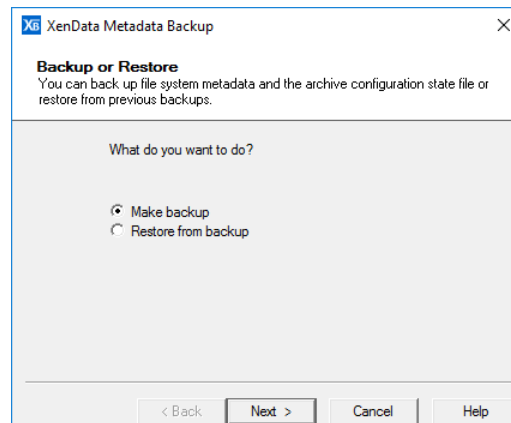 XB XenData Metadata Backup
Backup or Restore
You can back up file system metadata and the archive configuration state file or
restore from previous backups.
What do you want to do?
Make backup
Restore from backup
< Back Next > Cancel Help